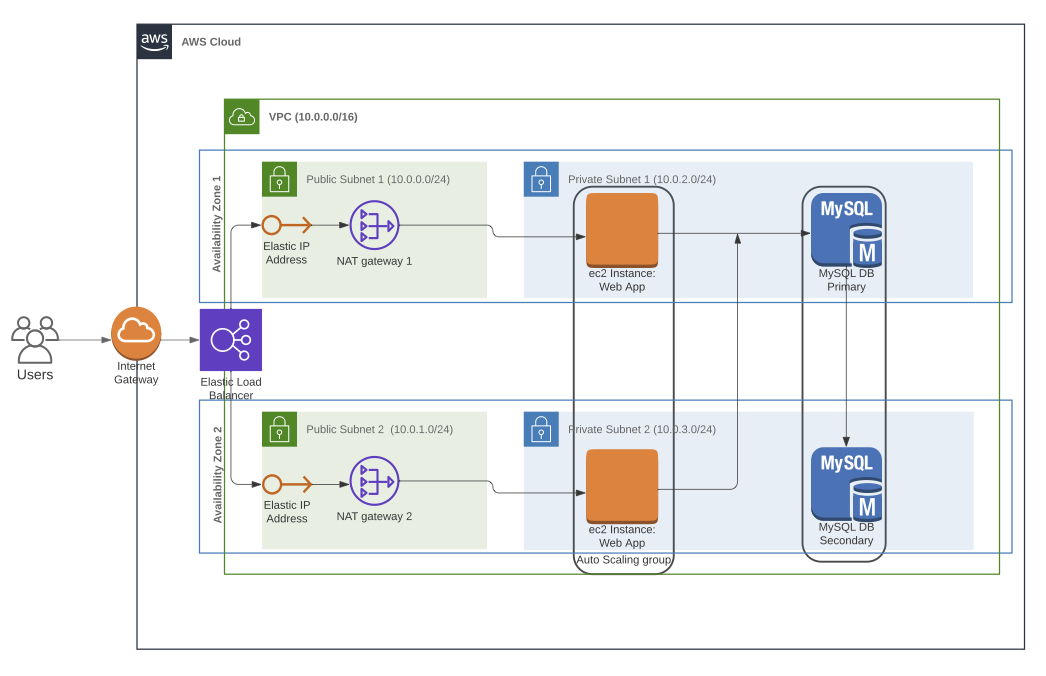 aws
AWS Cloud
VPC (10.0.0.0/16)
Availability Zone 1
Public Subnet 1 (10.0.0.0/24)
Elastic IP
Address
NAT gateway 1
Private Subnet 1 (10.0.2.0/24)
ec2 Instance:
Web App
MySQL
M
MySQL DB
Primary
Users
Internet
Gateway
Elastic Load
Balancer
Availability Zone 2
Public Subnet 2 (10.0.1.0/24)
Elastic IP
Address
NAT gateway 2
Private Subnet 2 (10.0.3.0/24)
ec2 Instance:
Web App
Auto Scaling group
MySQL
M
MySQL DB
Secondary